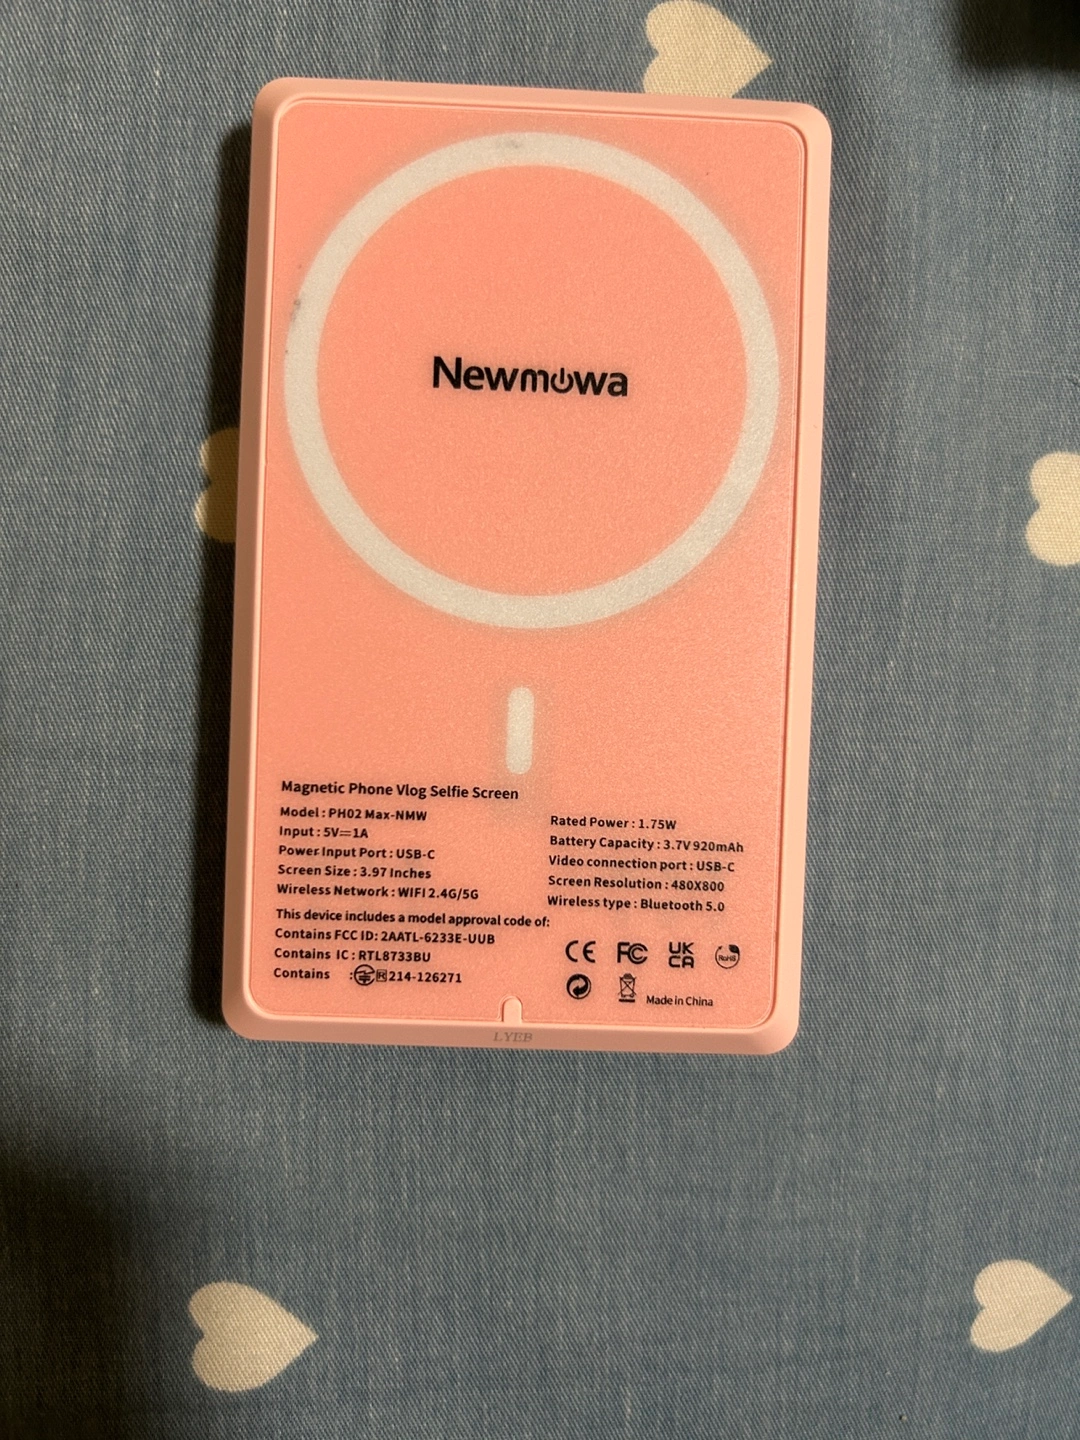 Newmowa
Magnetic Phone Vlog Selfie Screen
Model : PH02 Max-NMW
Input : 5V⎓1A
Power Input Port : USB-C
Screen Size : 3.97 Inches
Wireless Network : WIFI 2.4G/5G
Rated Power : 1.75W
Battery Capacity : 3.7V 920mAh
Video connection port : USB-C
Screen Resolution : 480X800
Wireless type : Bluetooth 5.0
This device includes a model approval code of:
Contains FCC ID: 2AATL-6233E-UUB
Contains IC : RTL8733BU
Contains : R 214-126271
CE FC UK CA RoHS
Made in China
LYEB